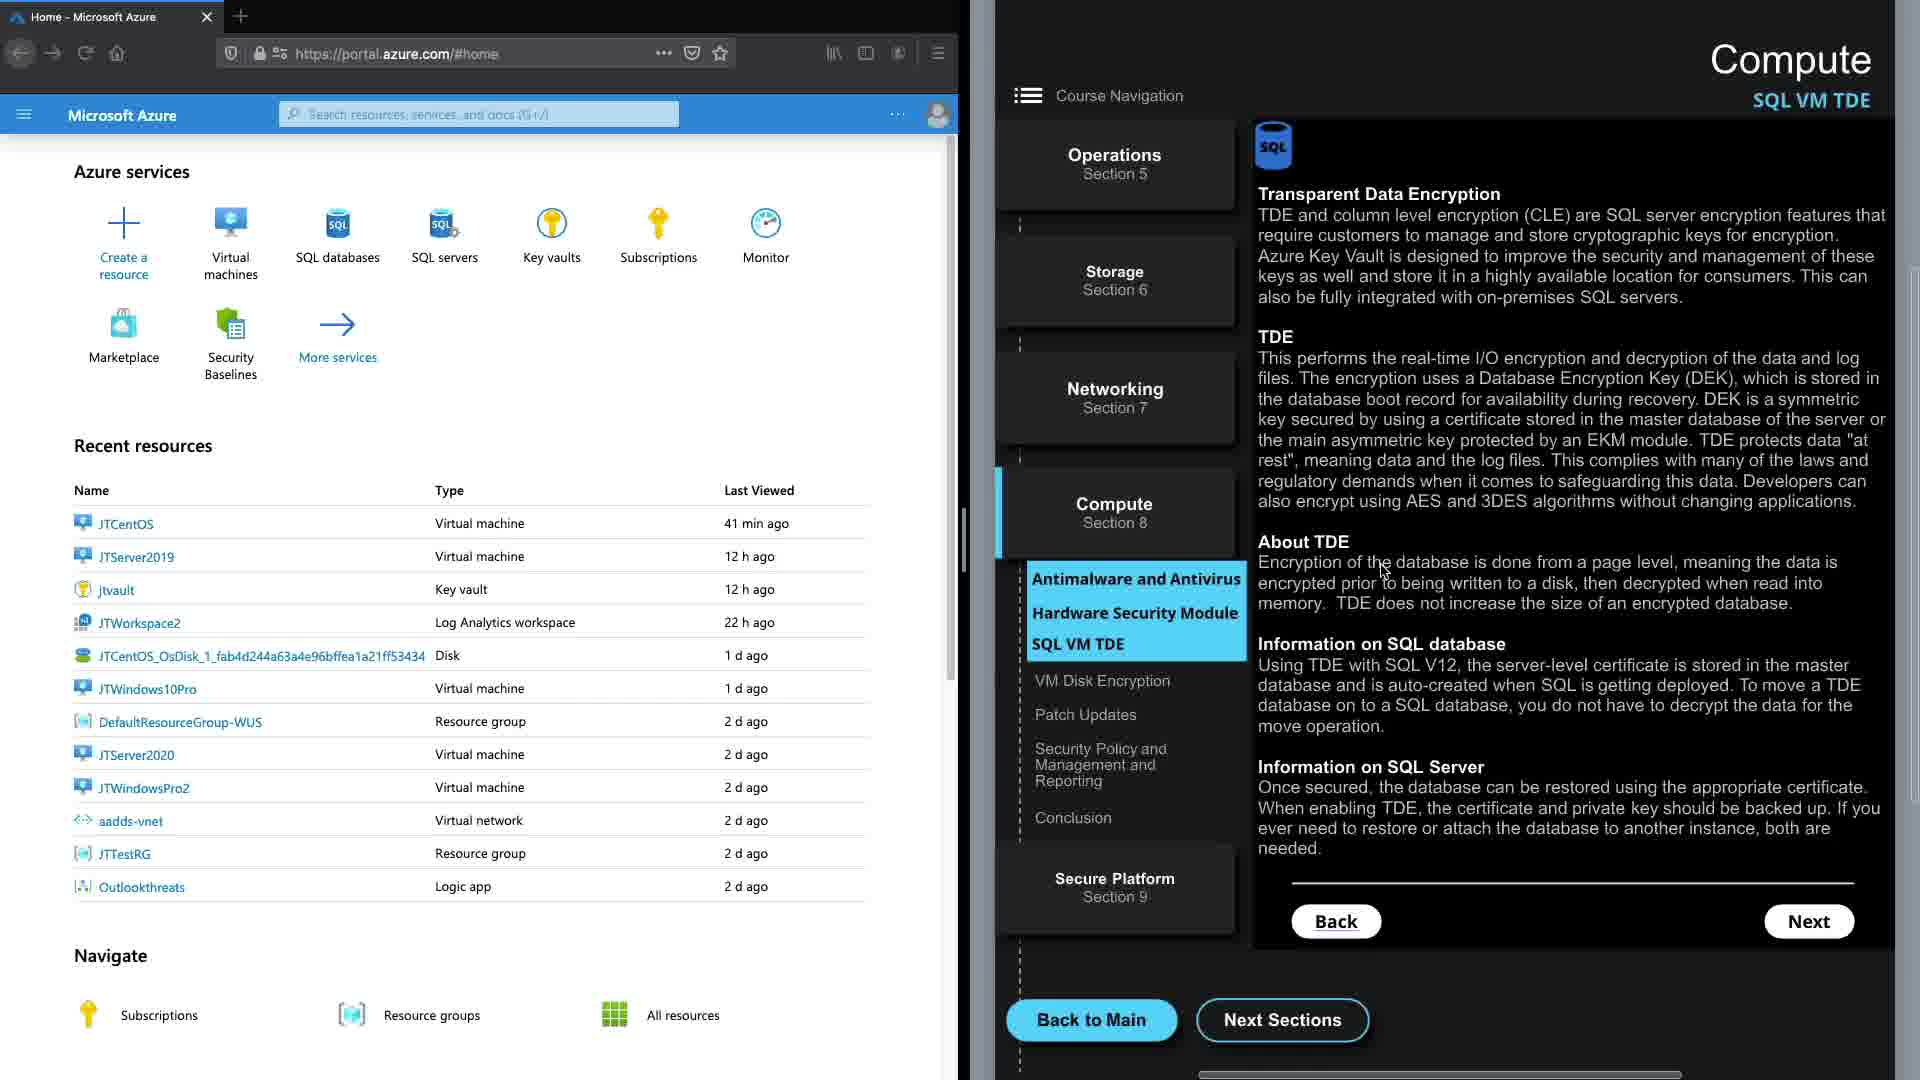 Home - Microsoft Azure
https://portal.azure.com/#home
Microsoft Azure
Search resources, services, and docs (G+/)
Azure services
Create a resource
Virtual machines
SQL databases
SQL servers
Key vaults
Subscriptions
Monitor
Marketplace
Security Baselines
More services
Recent resources
Name Type Last Viewed
JTCentOS Virtual machine 41 min ago
JTServer2019 Virtual machine 12 h ago
jtvault Key vault 12 h ago
JTWorkspace2 Log Analytics workspace 22 h ago
JTCentOS_OsDisk_1_fab4d244a63a4e96bffea1a21ff53434 Disk 1 d ago
JTWindows10Pro Virtual machine 1 d ago
DefaultResourceGroup-WUS Resource group 2 d ago
JTServer2020 Virtual machine 2 d ago
JTWindowsPro2 Virtual machine 2 d ago
aadds-vnet Virtual network 2 d ago
JTTestRG Resource group 2 d ago
Outlookthreats Logic app 2 d ago
Navigate
Subscriptions
Resource groups
All resources
Compute
SQL VM TDE
Course Navigation
Operations
Section 5
Storage
Section 6
Networking
Section 7
Compute
Section 8
Antimalware and Antivirus
Hardware Security Module
SQL VM TDE
VM Disk Encryption
Patch Updates
Security Policy and
Management and
Reporting
Conclusion
Secure Platform
Section 9
SQL
Transparent Data Encryption
TDE and column level encryption (CLE) are SQL server encryption features that
require customers to manage and store cryptographic keys for encryption.
Azure Key Vault is designed to improve the security and management of these
keys as well and store it in a highly available location for consumers. This can
also be fully integrated with on-premises SQL servers.
TDE
This performs the real-time I/O encryption and decryption of the data and log
files. The encryption uses a Database Encryption Key (DEK), which is stored in
the database boot record for availability during recovery. DEK is a symmetric
key secured by using a certificate stored in the master database of the server or
the main asymmetric key protected by an EKM module. TDE protects data "at
rest", meaning data and the log files. This complies with many of the laws and
regulatory demands when it comes to safeguarding this data. Developers can
also encrypt using AES and 3DES algorithms without changing applications.
About TDE
Encryption of the database is done from a page level, meaning the data is
encrypted prior to being written to a disk, then decrypted when read into
memory. TDE does not increase the size of an encrypted database.
Information on SQL database
Using TDE with SQL V12, the server-level certificate is stored in the master
database and is auto-created when SQL is getting deployed. To move a TDE
database on to a SQL database, you do not have to decrypt the data for the
move operation.
Information on SQL Server
Once secured, the database can be restored using the appropriate certificate.
When enabling TDE, the certificate and private key should be backed up. If you
ever need to restore or attach the database to another instance, both are
needed.
Back
Next
Back to Main
Next Sections